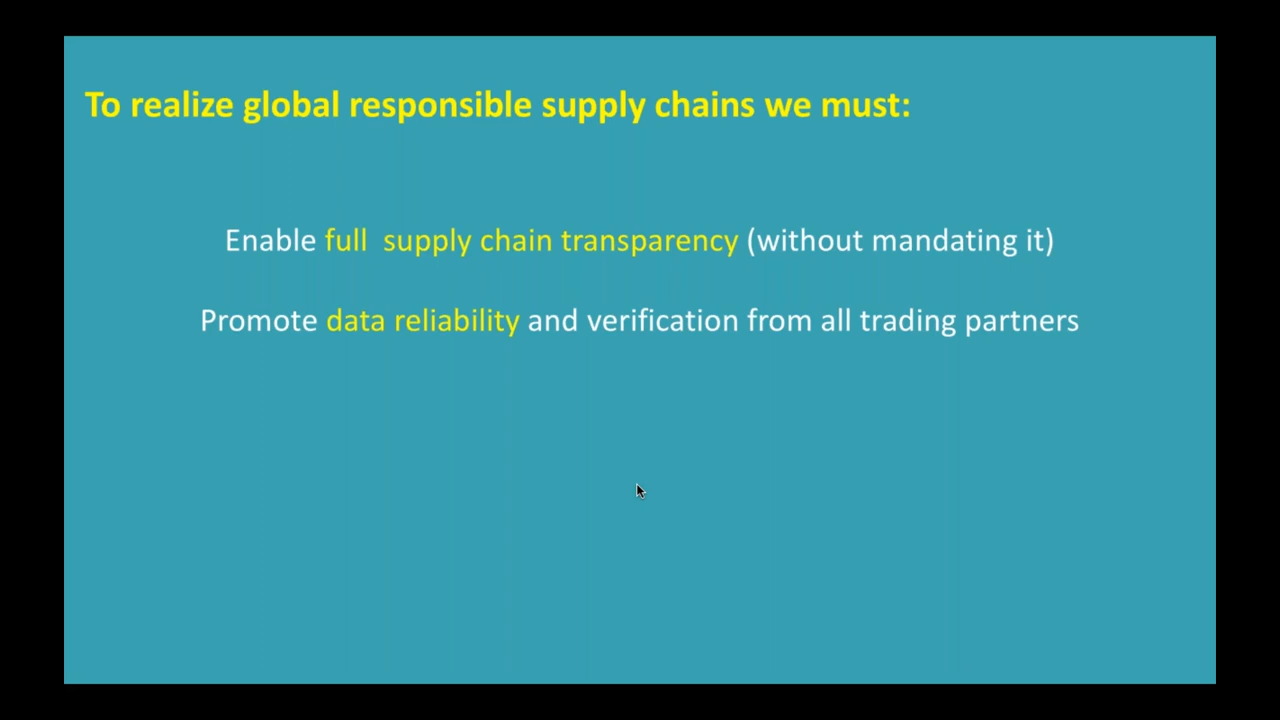 To realize global responsible supply chains we must:
Enable full  supply chain transparency (without mandating it)
Promote data reliability and verification from all trading partners